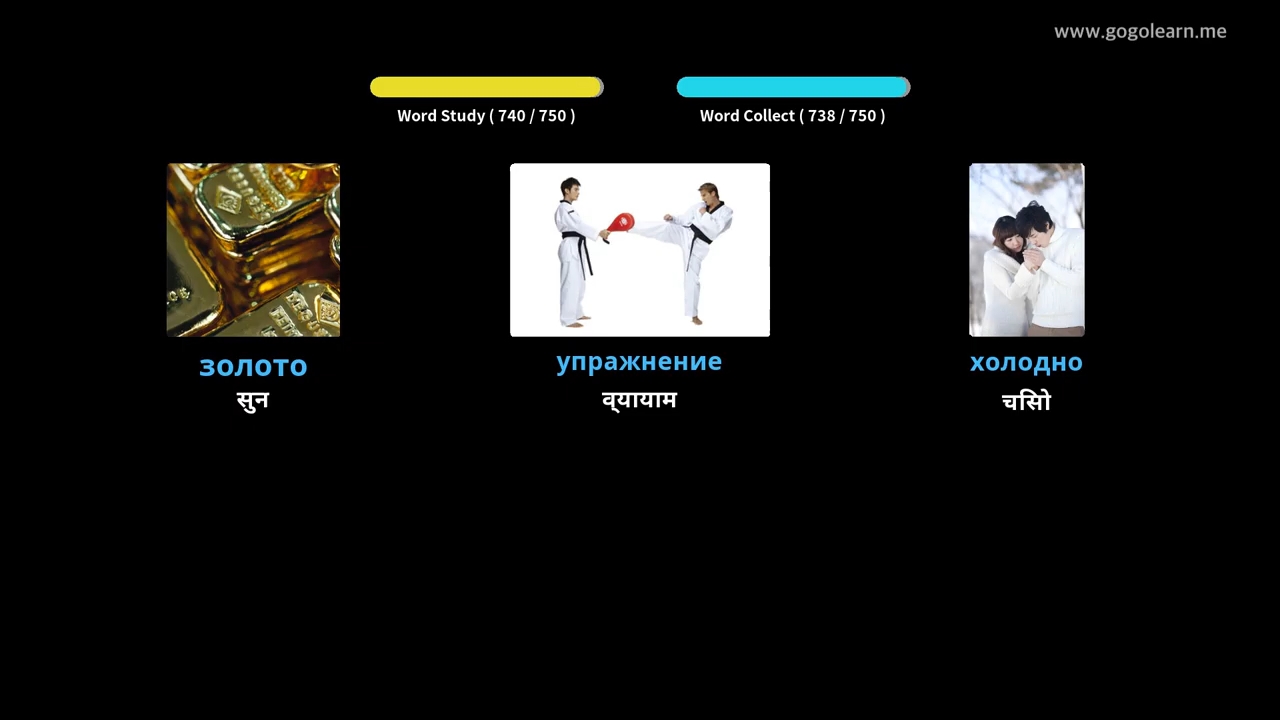 www.gogolearn.me
Word Study ( 740 / 750 )
Word Collect ( 738 / 750 )
золото
упражнение
холодно
सुन
व्यायाम
चिसो